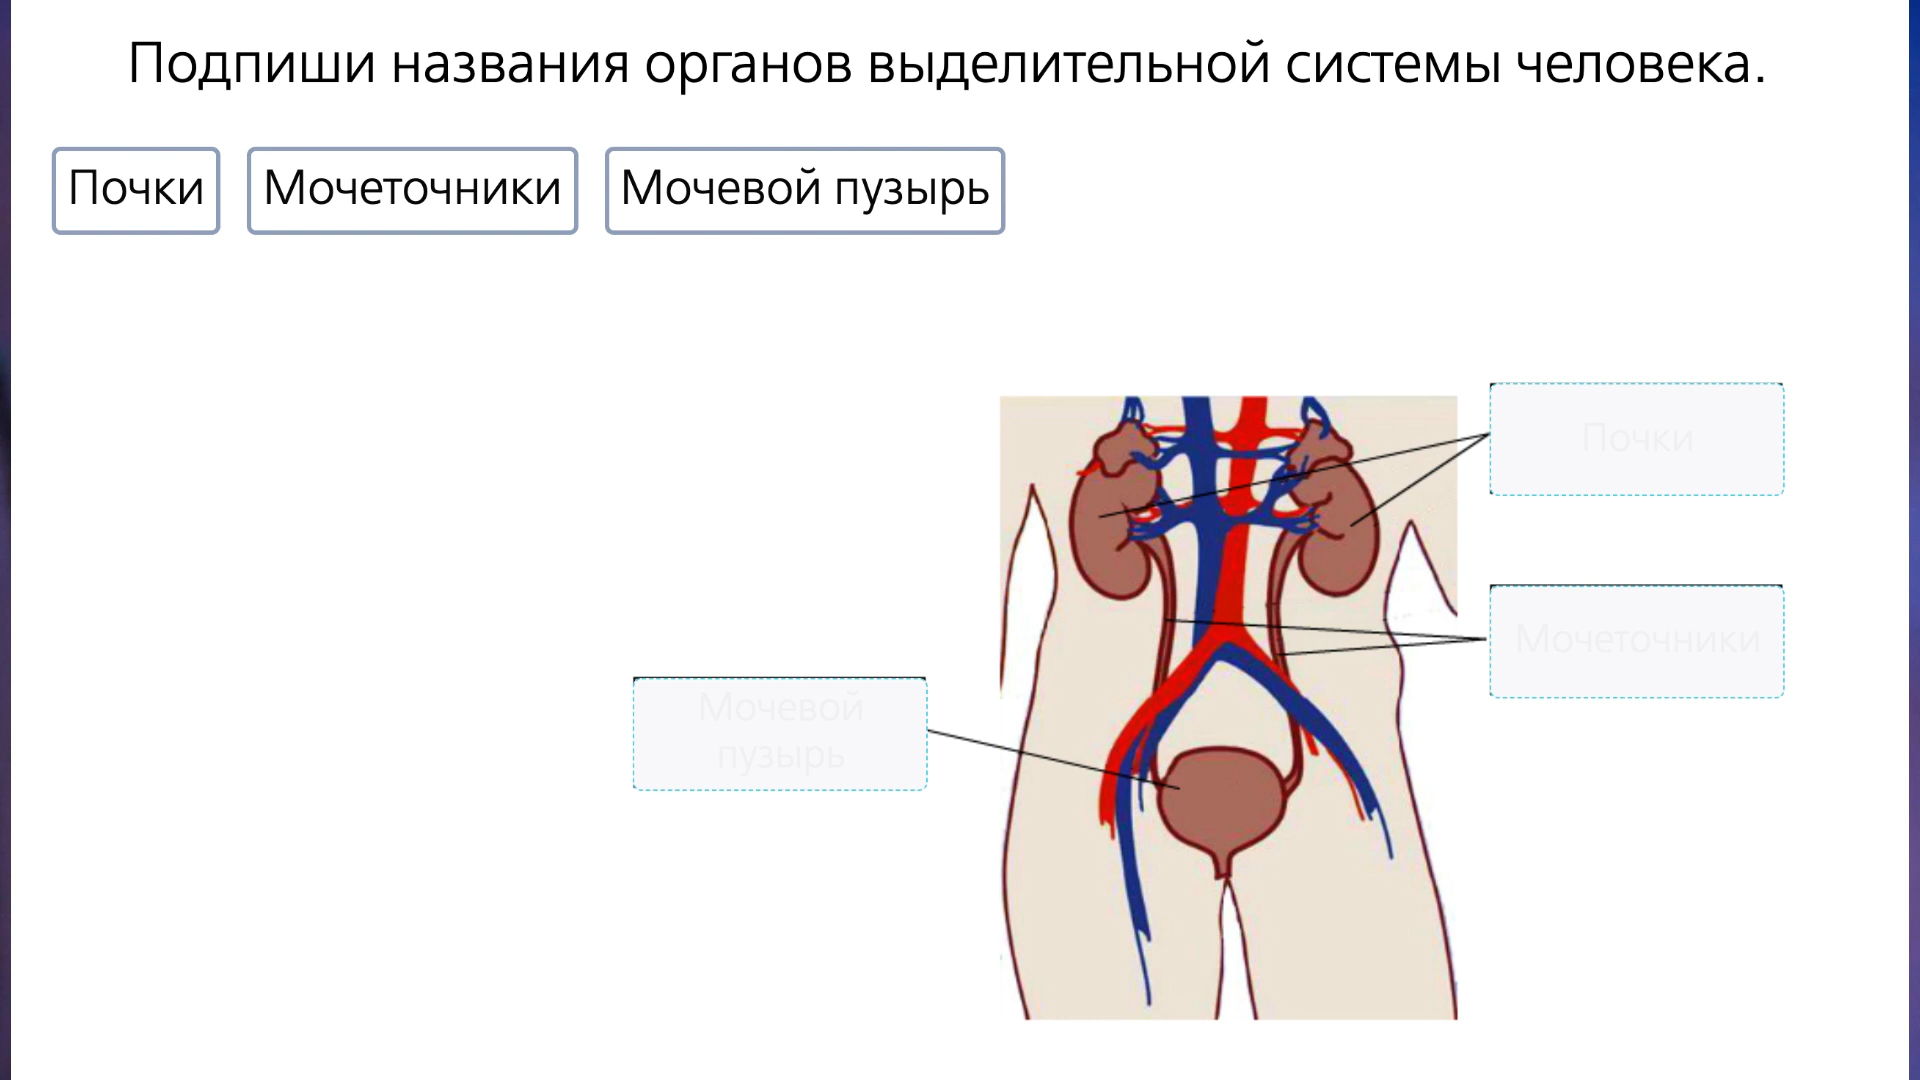 Подпиши названия органов выделительной системы человека.
Почки
Мочеточники
Мочевой пузырь
Почки
Мочеточники
Мочевой
пузырь